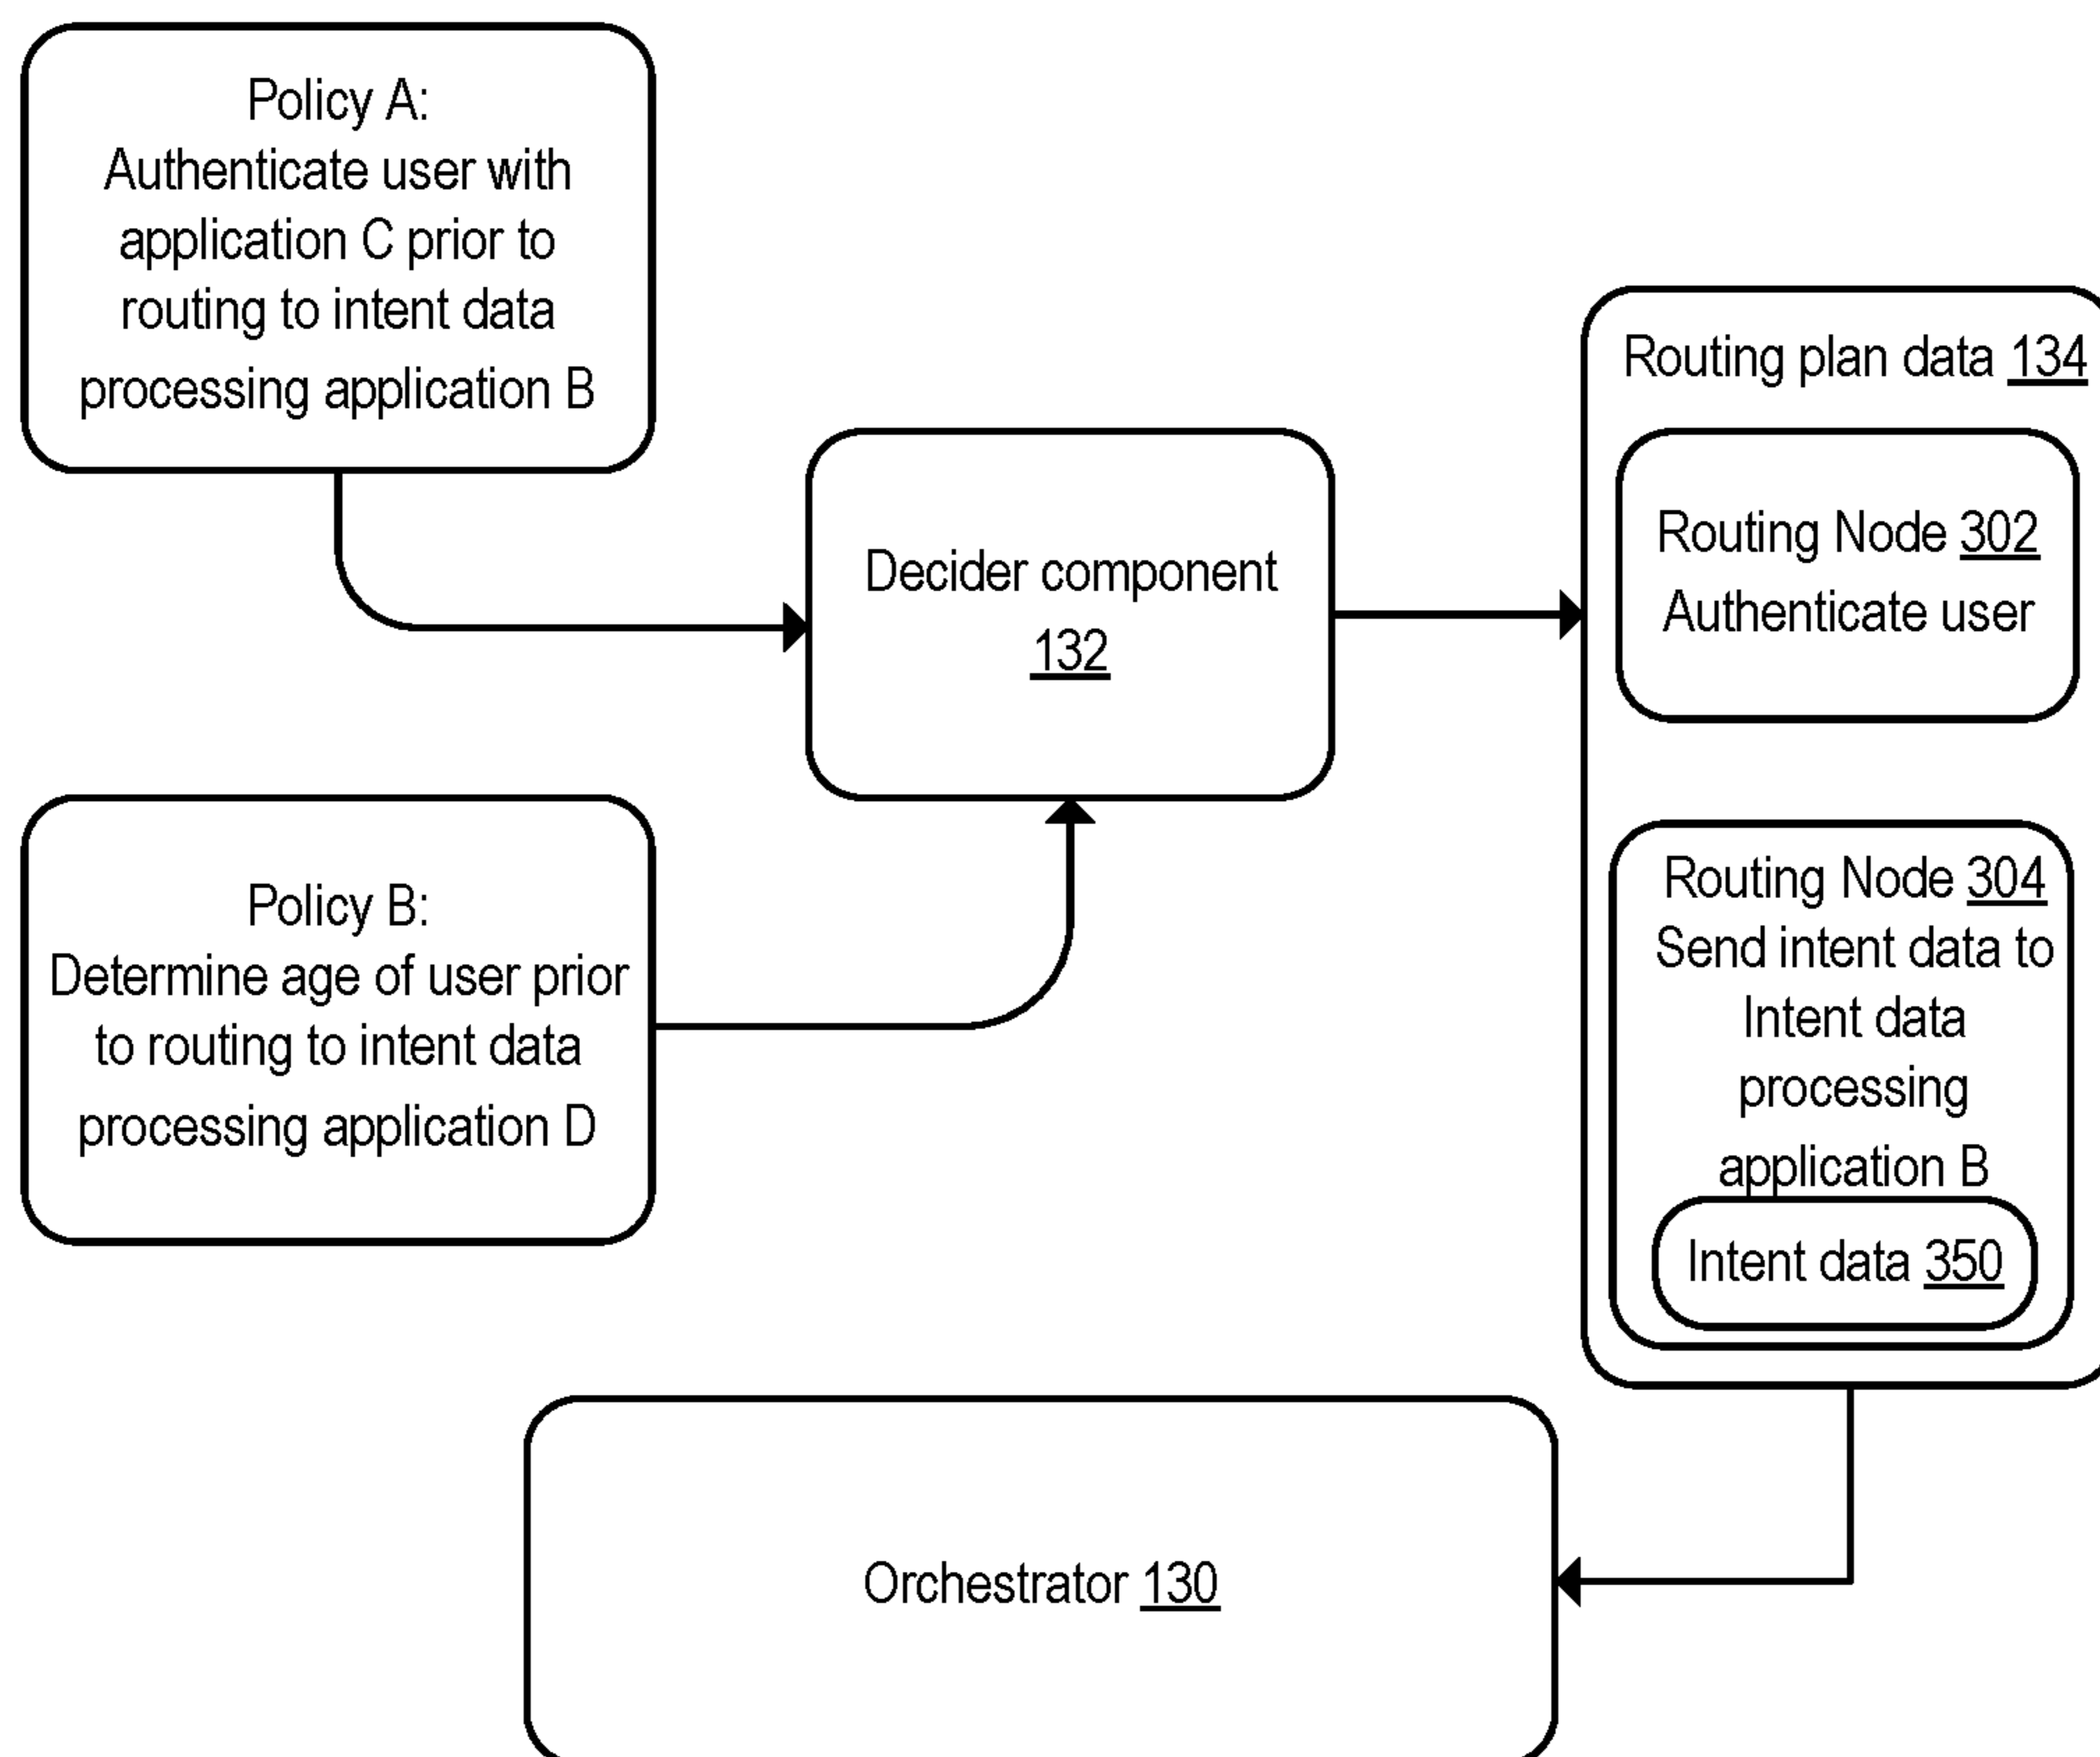 Policy A:
Authenticate user with
application C prior to
routing to intent data
processing application B
Policy B:
Determine age of user prior
to routing to intent data
processing application D
Decider component
132
Routing plan data 134
Routing Node 302
Authenticate user
Routing Node 304
Send intent data to
Intent data
processing
application B
Intent data 350
Orchestrator 130